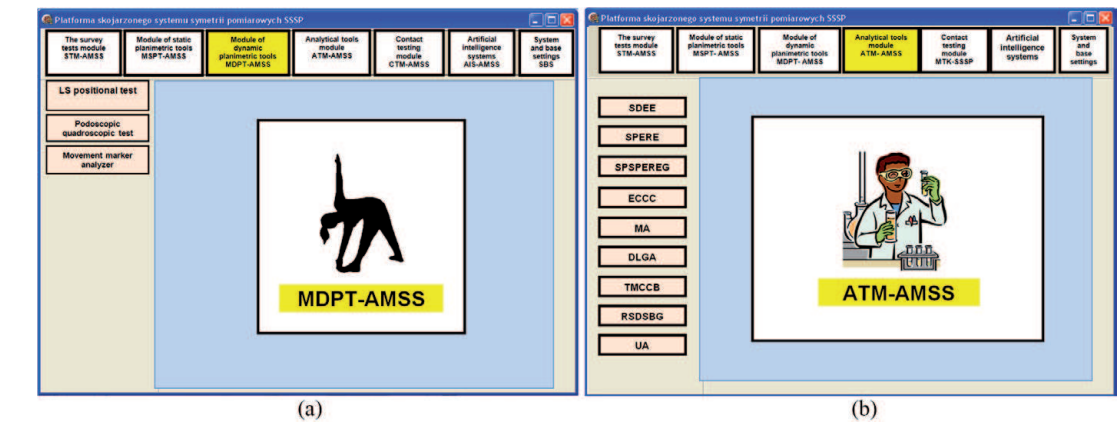 Platforma skojarzonego systemu symetrii pomiarowych SSSP
The survey
tests module
STM-AMSS
Module of static
planimetric tools
MSPT-AMSS
Module of
dynamic
planimetric tools
MDPT-AMSS
Analytical tools
module
ATM-AMSS
Contact
testing
module
CTM-AMSS
Artificial
intelligence
systems
AIS-AMSS
System
and base
settings
SBS
LS positional test
Podoscopic
quadroscopic test
Movement marker
analyzer
MDPT-AMSS
(a)
Platforma skojarzonego systemu symetrii pomiarowych SSSP
The survey
tests module
STM-AMSS
Module of static
planimetric tools
MSPT- AMSS
Module of
dynamic
planimetric tools
MDPT- AMSS
Analytical tools
module
ATM- AMSS
Contact
testing
module
MTK-SSSP
Artificial
intelligence
systems
System
and
base
settings
SDEE
SPERE
SPSPEREG
ECCC
MA
DLGA
TMCCB
RSDSBG
UA
ATM-AMSS
(b)